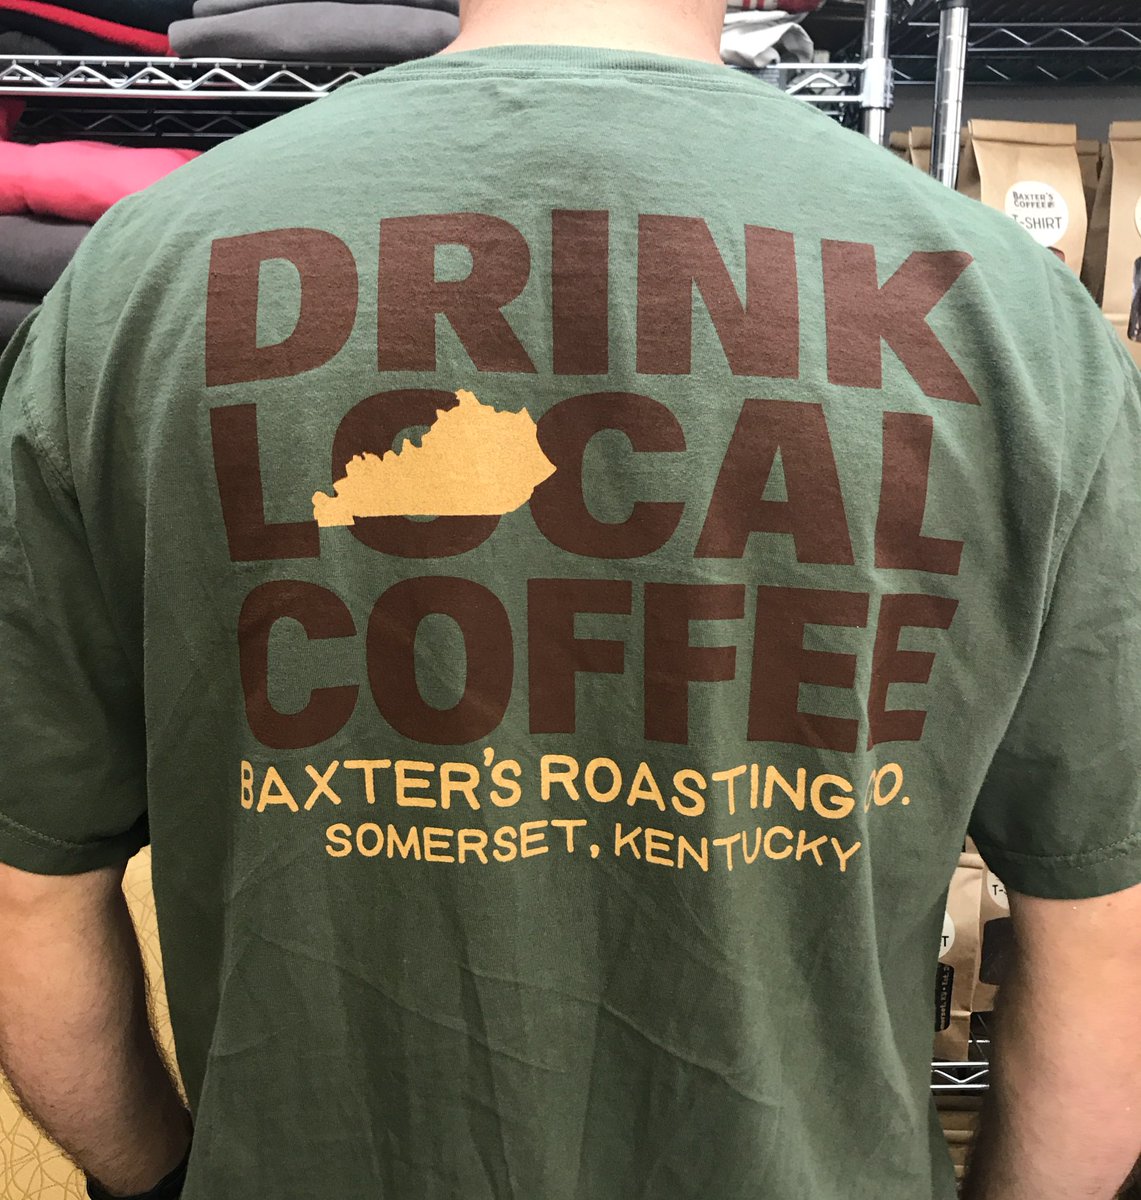 DRINK
LOCAL
COFFEE
BAXTER'S ROASTING CO.
SOMERSET, KENTUCKY
BAXTER'S
COFFEE
T-SHIRT